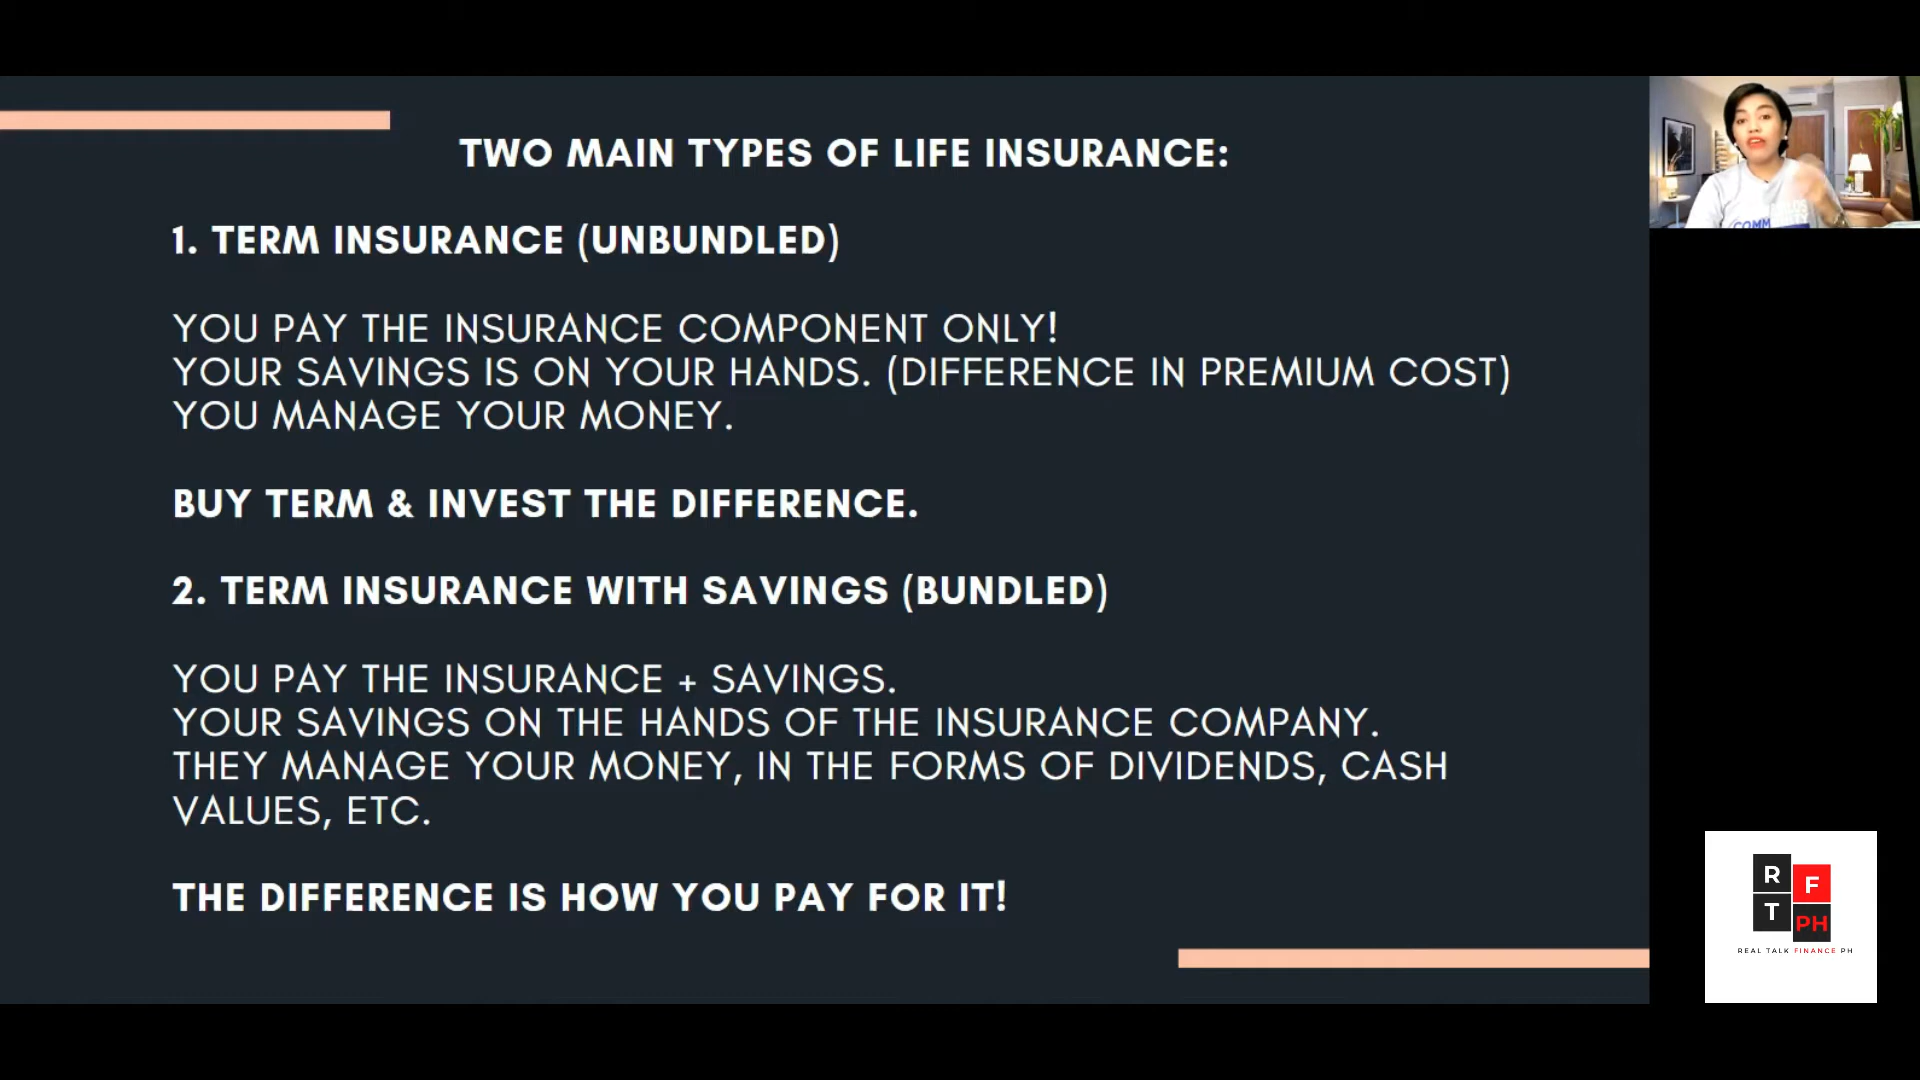 TWO MAIN TYPES OF LIFE INSURANCE:
1. TERM INSURANCE (UNBUNDLED)
YOU PAY THE INSURANCE COMPONENT ONLY!
YOUR SAVINGS IS ON YOUR HANDS. (DIFFERENCE IN PREMIUM COST)
YOU MANAGE YOUR MONEY.
BUY TERM & INVEST THE DIFFERENCE.
2. TERM INSURANCE WITH SAVINGS (BUNDLED)
YOU PAY THE INSURANCE + SAVINGS.
YOUR SAVINGS ON THE HANDS OF THE INSURANCE COMPANY.
THEY MANAGE YOUR MONEY, IN THE FORMS OF DIVIDENDS, CASH
VALUES, ETC.
THE DIFFERENCE IS HOW YOU PAY FOR IT!
R F
T PH
REAL TALK FINANCE PH